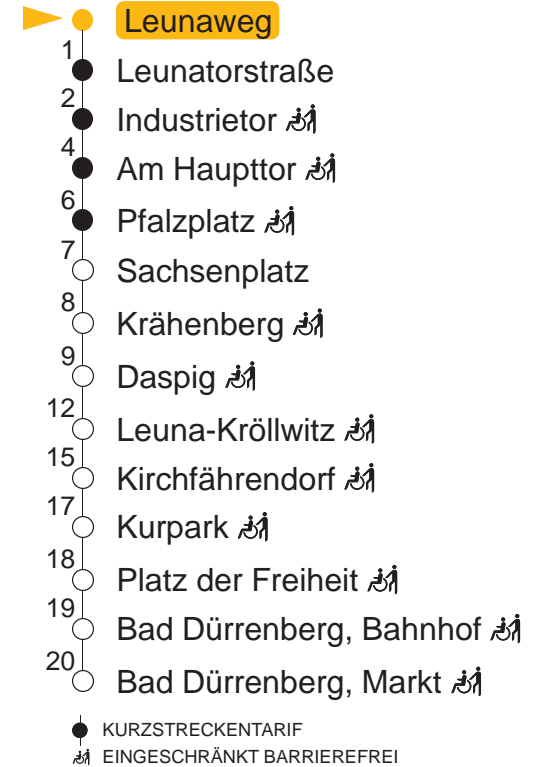 Leunaweg
1
Leunatorstraße
2
Industrietor
4
Am Haupttor
6
Pfalzplatz
7
Sachsenplatz
8
Krähenberg
9
Daspig
12
Leuna-Kröllwitz
15
Kirchfährendorf
17
Kurpark
18
Platz der Freiheit
19
Bad Dürrenberg, Bahnhof
20
Bad Dürrenberg, Markt
KURZSTRECKENTARIF
EINGESCHRÄNKT BARRIEREFREI